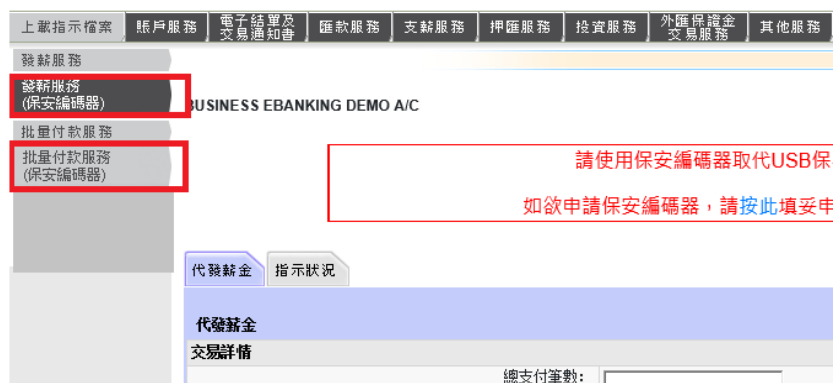 上載指示檔案
賬戶服務
電子結單及
交易通知書
匯款服務
支薪服務
押匯服務
投資服務
外匯保證金
交易服務
其他服務
發薪服務
發薪服務
(保安編碼器)
批量付款服務
批量付款服務
(保安編碼器)
BUSINESS EBANKING DEMO A/C
請使用保安編碼器取代USB保
如欲申請保安編碼器，請按此填妥申
代發薪金
指示狀況
代發薪金
交易詳情
總支付筆數: